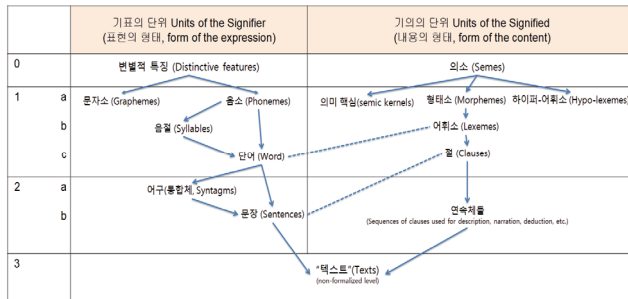 기표의 단위 Units of the Signifier
(표현의 형태, form of the expression)
기의의 단위 Units of the Signified
(내용의 형태, form of the content)
0
변별적 특징 (Distinctive features)
의소 (Semes)
1
a
문자소 (Graphemes)
음소 (Phonemes)
의미 핵심(semic kernels)
형태소 (Morphemes)
하이퍼-어휘소 (Hypo-lexemes)
b
음절 (Syllables)
어휘소 (Lexemes)
c
단어 (Word)
절 (Clauses)
2
a
어구(통합체, Syntagms)
b
문장 (Sentences)
연속체들
(Sequences of clauses used for description, narration, deduction, etc.)
3
"텍스트"(Texts)
(non-formalized level)